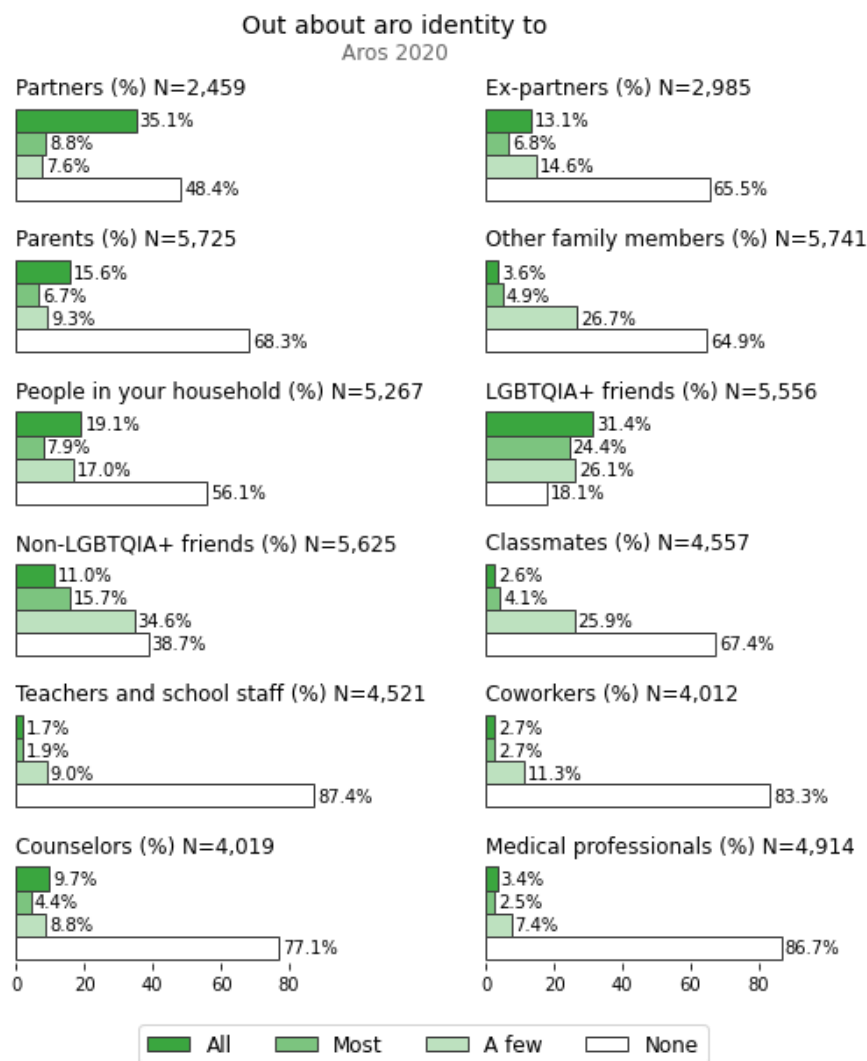 Out about aro identity to
Aros 2020
Partners (%) N=2,459
35.1%
8.8%
7.6%
48.4%
Ex-partners (%) N=2,985
13.1%
6.8%
14.6%
65.5%
Parents (%) N=5,725
15.6%
6.7%
9.3%
68.3%
Other family members (%) N=5,741
3.6%
4.9%
26.7%
64.9%
People in your household (%) N=5,267
19.1%
7.9%
17.0%
56.1%
LGBTQIA+ friends (%) N=5,556
31.4%
24.4%
26.1%
18.1%
Non-LGBTQIA+ friends (%) N=5,625
11.0%
15.7%
34.6%
38.7%
Classmates (%) N=4,557
2.6%
4.1%
25.9%
67.4%
Teachers and school staff (%) N=4,521
1.7%
1.9%
9.0%
87.4%
Coworkers (%) N=4,012
2.7%
2.7%
11.3%
83.3%
Counselors (%) N=4,019
9.7%
4.4%
8.8%
77.1%
0 20 40 60 80
Medical professionals (%) N=4,914
3.4%
2.5%
7.4%
86.7%
0 20 40 60 80
All Most A few None